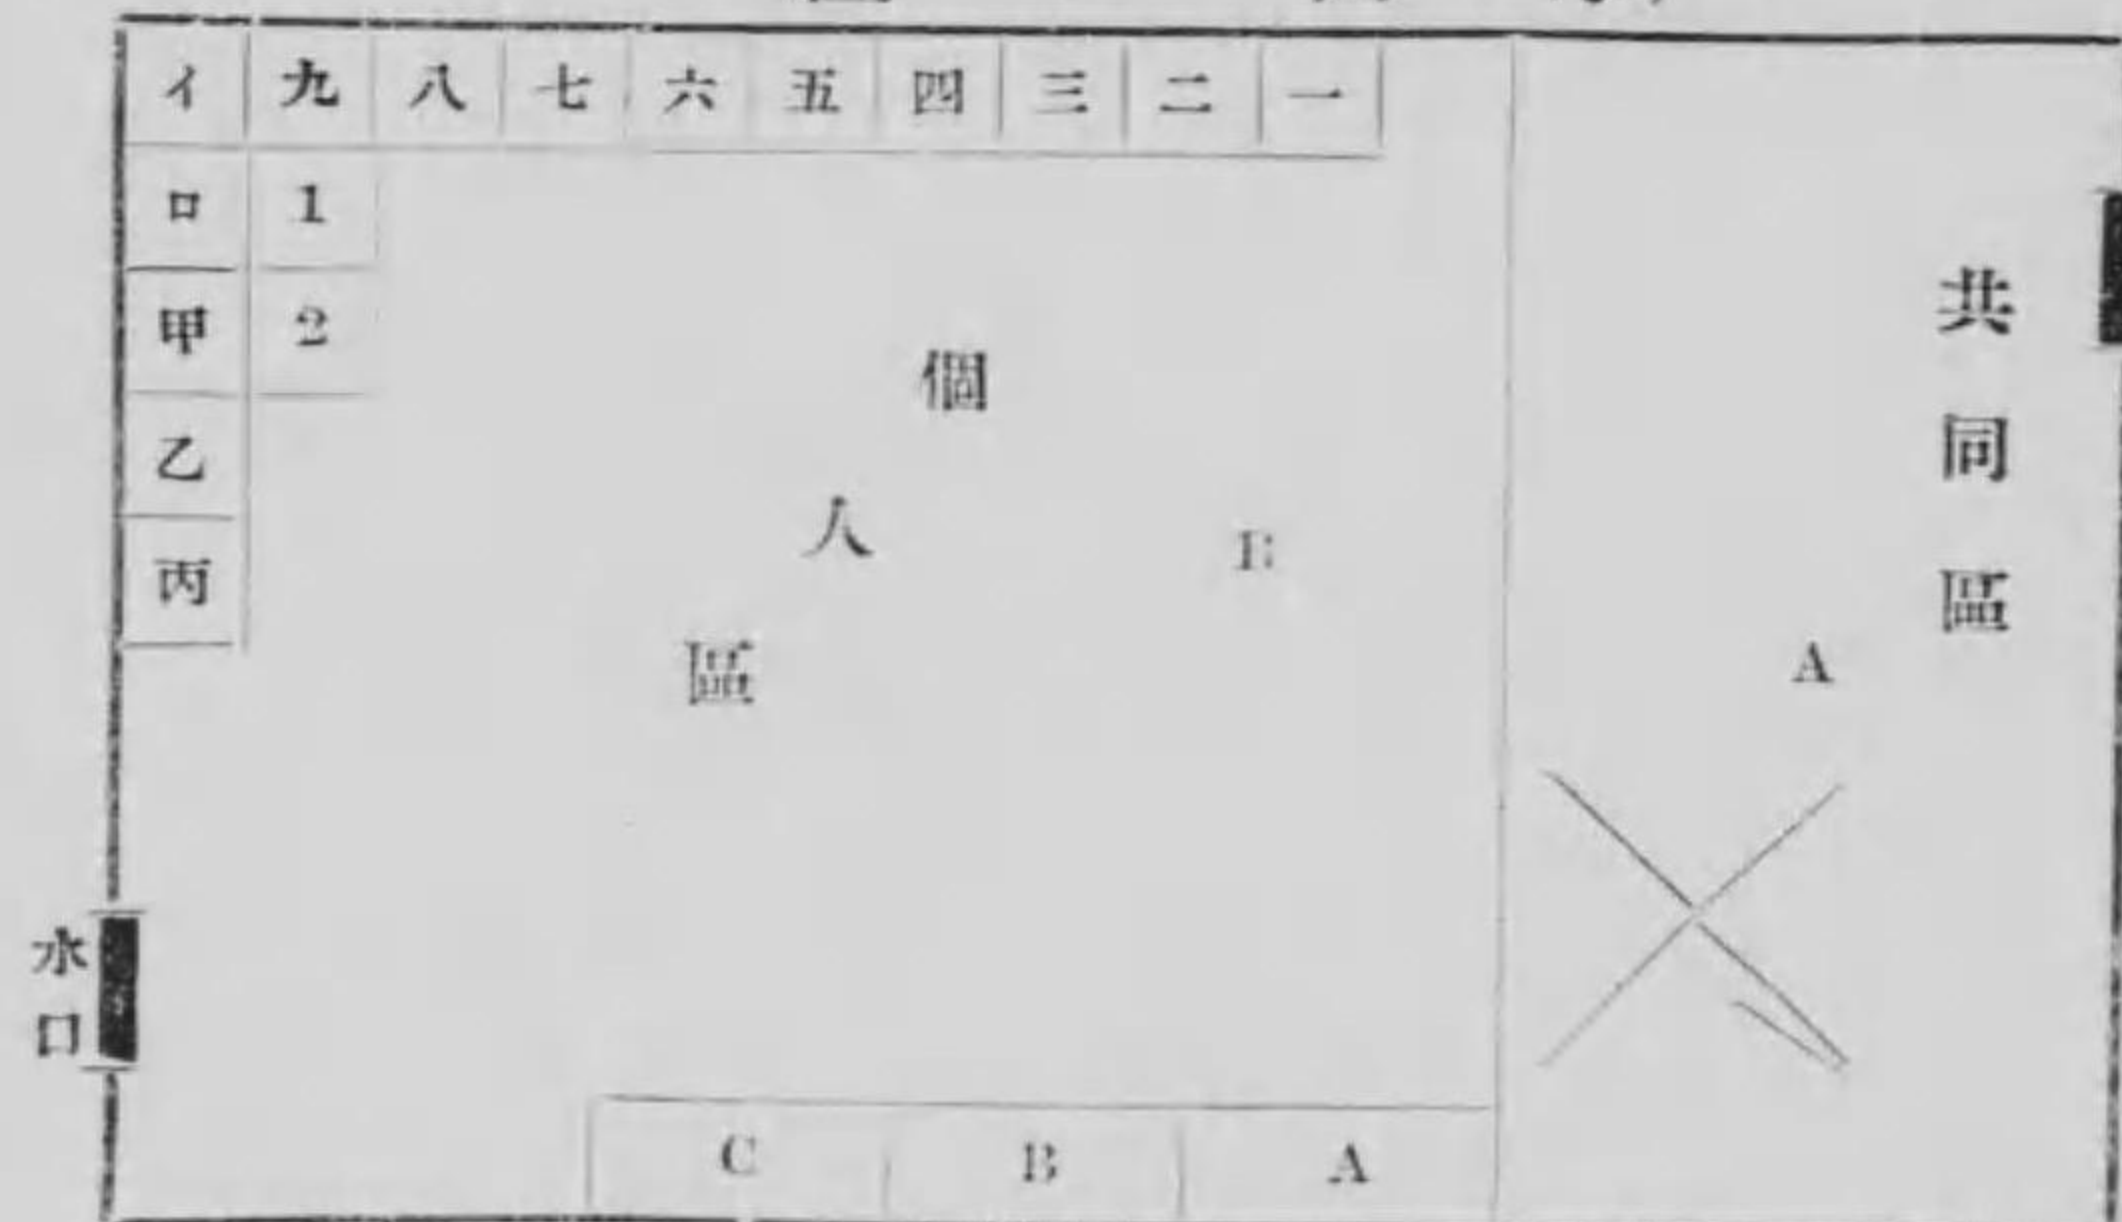 イ 九 八 七 六 五 四 三 二 一
ロ 1
甲 2
乙
丙
個人區
B
共同區
A
水口
C B A